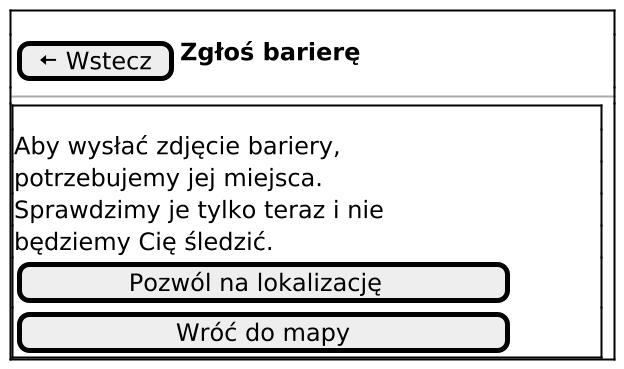 ← Wstecz Zgłoś barierę
Aby wysłać zdjęcie bariery,
potrzebujemy jej miejsca.
Sprawdzimy je tylko teraz i nie
będziemy Cię śledzić.
Pozwól na lokalizację
Wróć do mapy